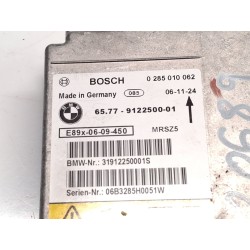 BOSCH 0 285 010 062
Made in Germany 085 06-11-24
65.77 - 9122500-01
E89x-06-09-450 MRSZ5
BMW-Nr.: 31912250001S
Serien-Nr.: 06B3285H0051W